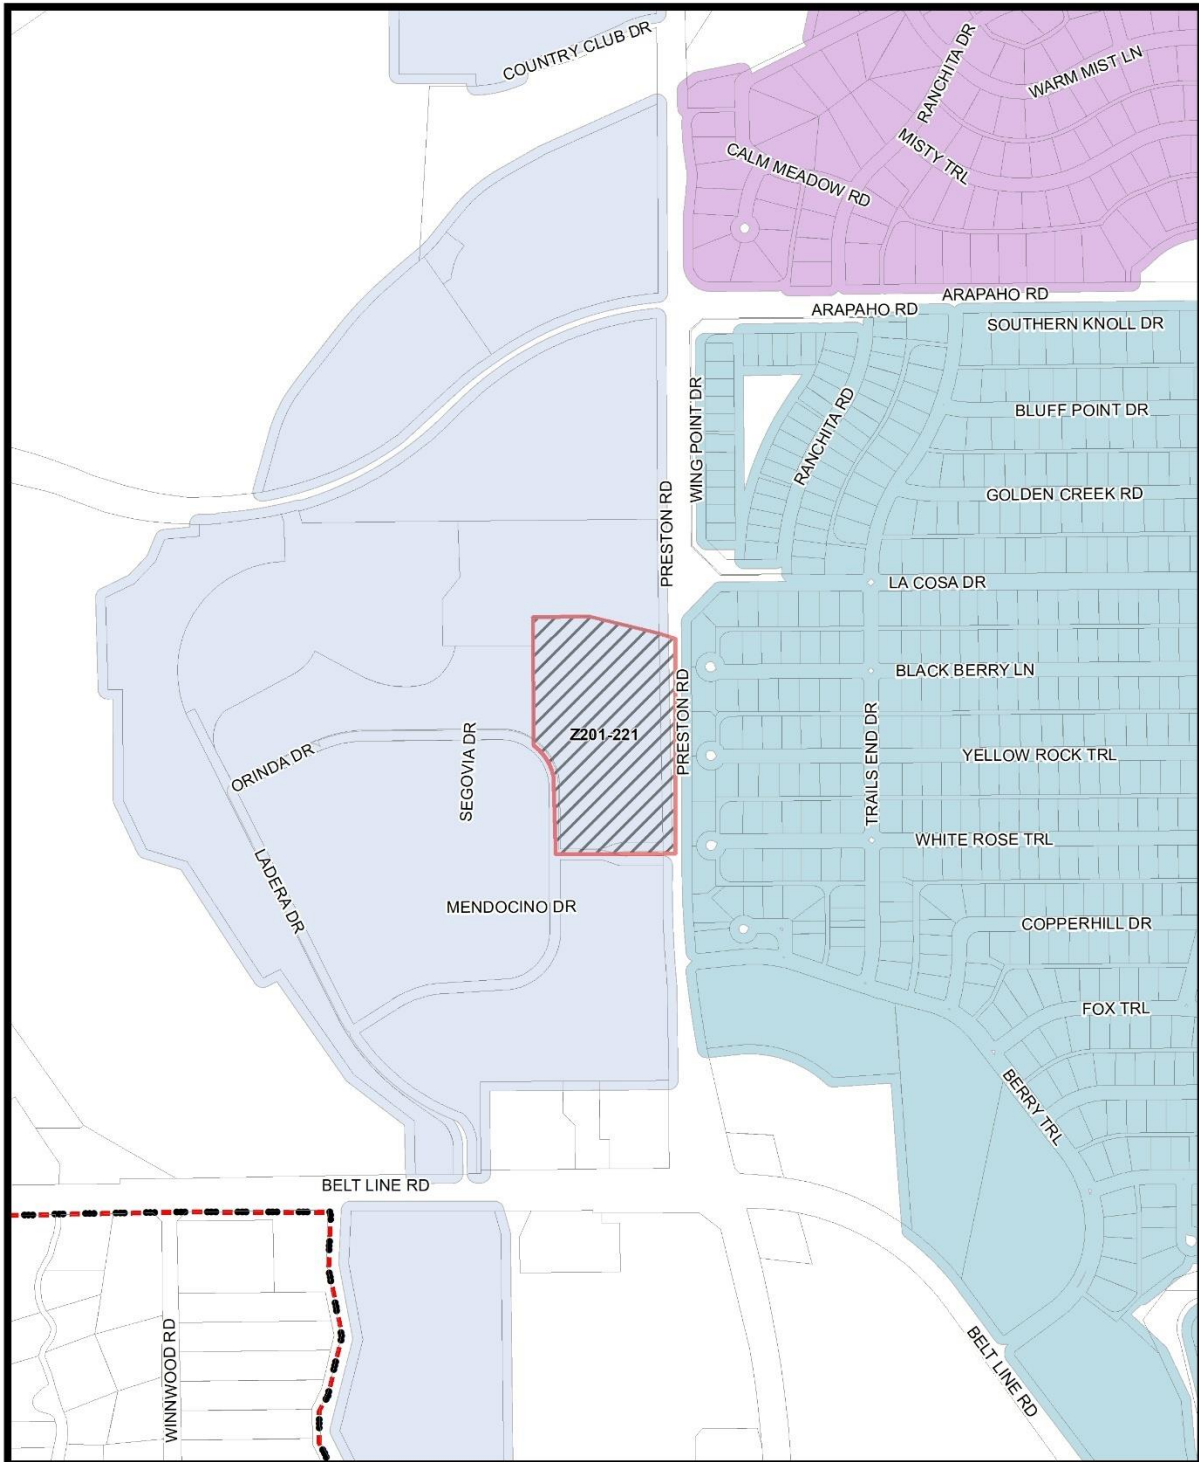 COUNTRY CLUB DR
RANCHITA DR
WARM MIST LN
MISTY TRL
CALM MEADOW RD
ARAPAHO RD
ARAPAHO RD
SOUTHERN KNOLL DR
WING POINT DR
RANCHITA RD
BLUFF POINT DR
GOLDEN CREEK RD
PRESTON RD
LA COSA DR
BLACK BERRY LN
PRESTON RD
Z201-221
TRAILS END DR
YELLOW ROCK TRL
ORINDA DR
SEGOVIA DR
WHITE ROSE TRL
LADERA DR
MENDOCINO DR
COPPERHILL DR
FOX TRL
BERRY TRL
BELT LINE RD
WINNWOOD RD
BELT LINE RD